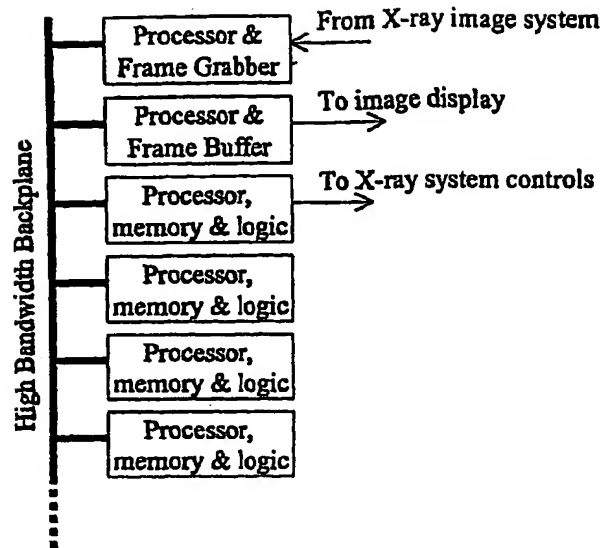 Processor &
Frame Grabber
From X-ray image system
Processor &
Frame Buffer
To image display
Processor,
memory & logic
To X-ray system controls
Processor,
memory & logic
Processor,
memory & logic
Processor,
memory & logic
High Bandwidth Backplane